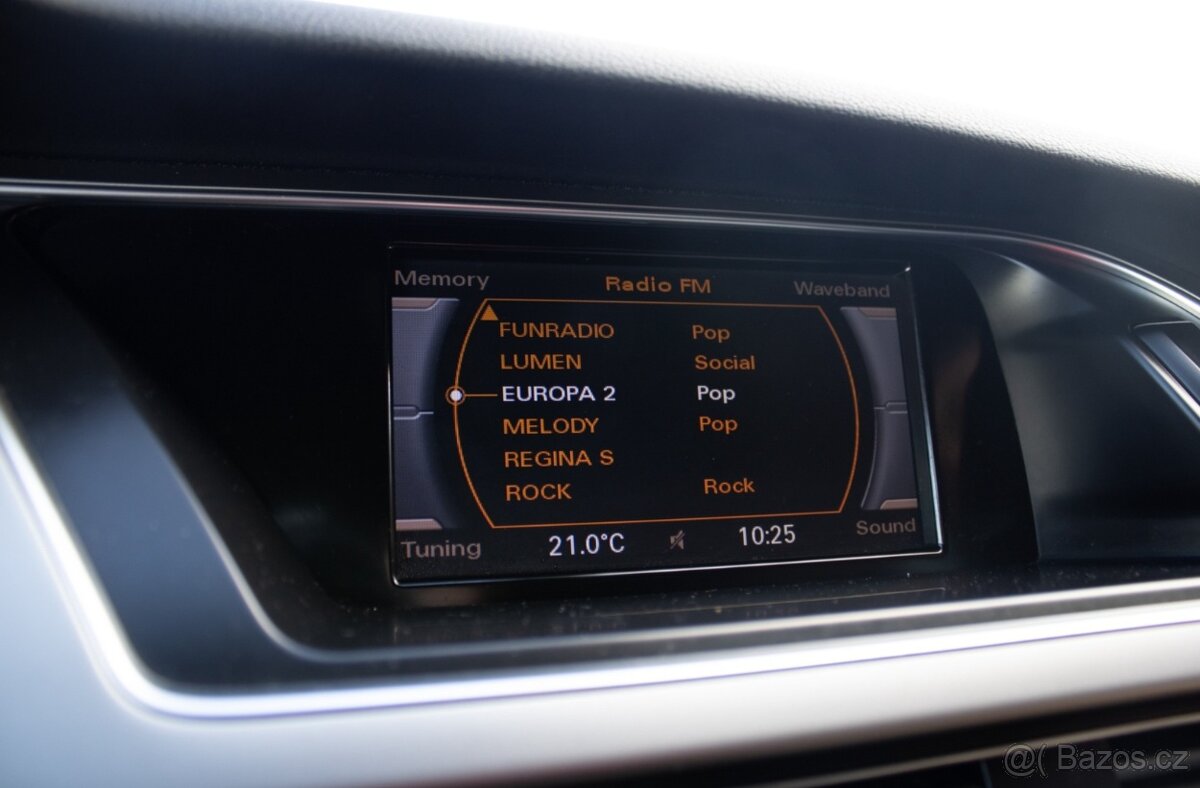 Memory Radio FM Waveband
FUNRADIO Pop
LUMEN Social
EUROPA 2 Pop
MELODY Pop
REGINA S
ROCK Rock
Tuning 21.0°C 10:25 Sound
@( Bazos.cz